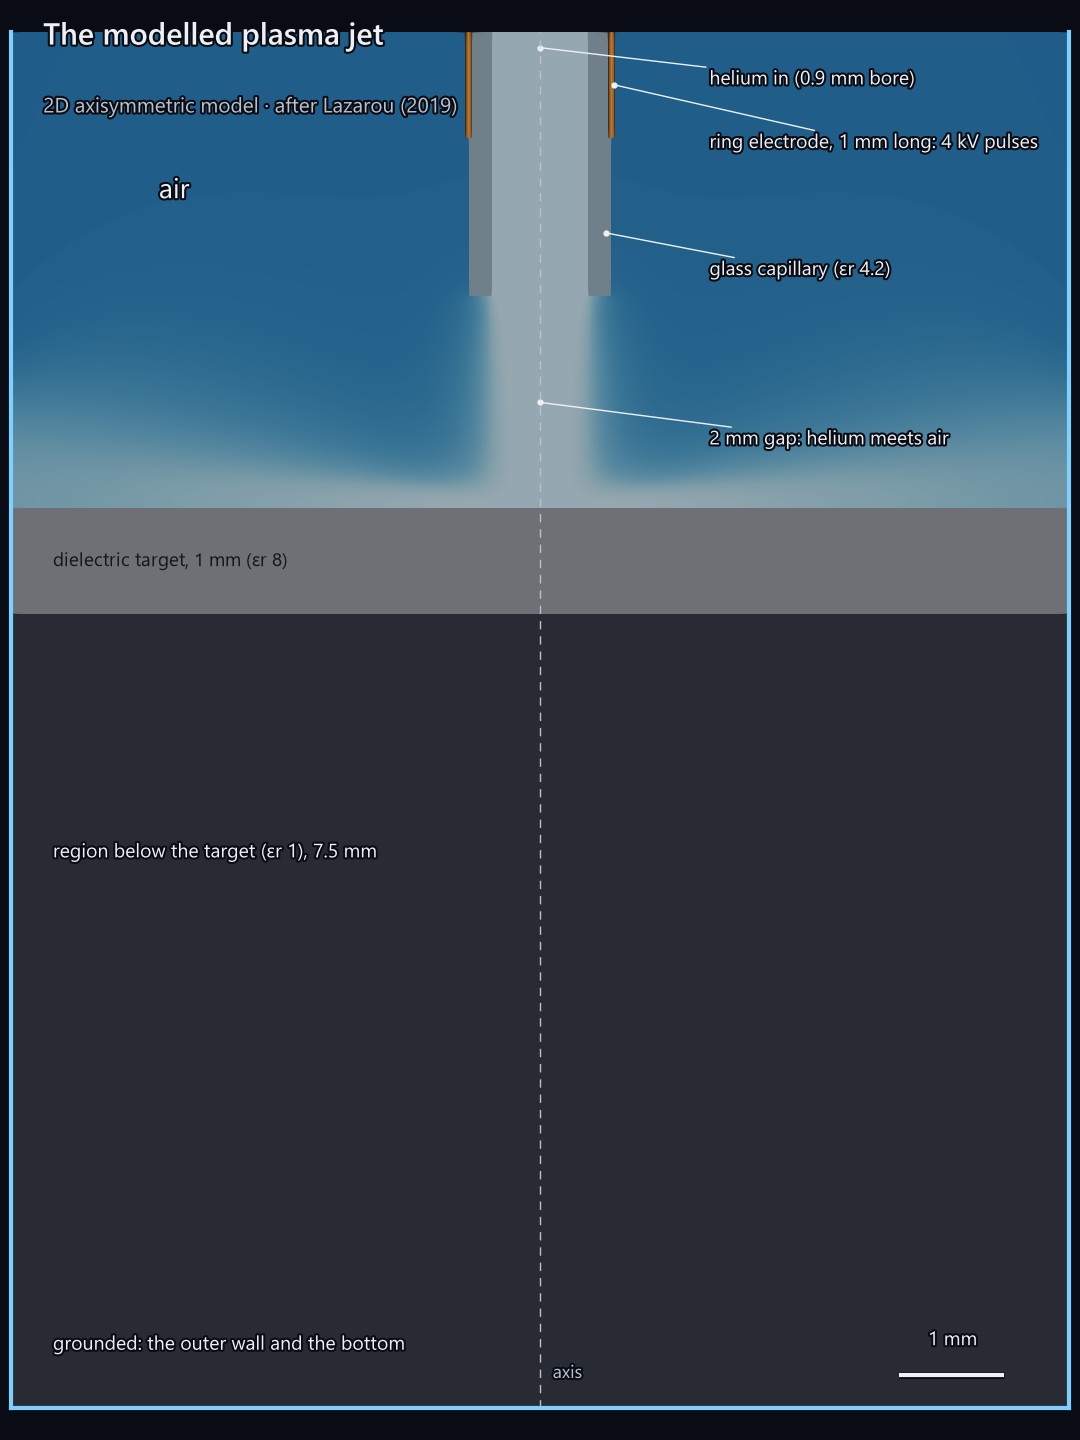 The modelled plasma jet
2D axisymmetric model · after Lazarou (2019)
air
helium in (0.9 mm bore)
ring electrode, 1 mm long: 4 kV pulses
glass capillary (εr 4.2)
2 mm gap: helium meets air
dielectric target, 1 mm (εr 8)
region below the target (εr 1), 7.5 mm
grounded: the outer wall and the bottom
axis
1 mm